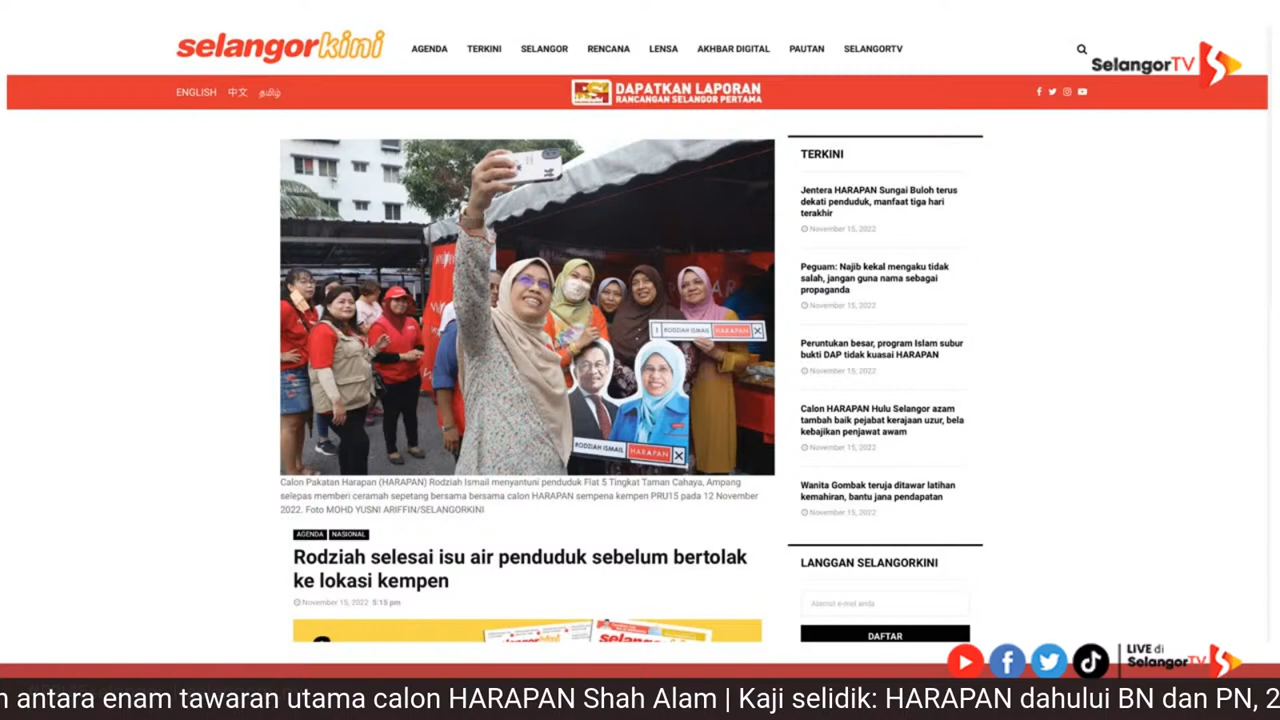 selangorkini
AGENDA TERKINI SELANGOR RENCANA LENSA AKHBAR DIGITAL PAUTAN SELANGORTV
SelangorTV
ENGLISH 中文 தமிழ்
DAPATKAN LAPORAN
RANCANGAN SELANGOR PERTAMA
RODZIAH ISMAIL HARAPAN X
RODZIAH ISMAIL HARAPAN X
Calon Pakatan Harapan (HARAPAN) Rodziah Ismail menyantuni penduduk Flat 5 Tingkat Taman Cahaya, Ampang
selepas memberi ceramah sepetang bersama bersama calon HARAPAN sempena kempen PRU15 pada 12 November
2022. Foto MOHD YUSNI ARIFFIN/SELANGORKINI
AGENDA NASIONAL
Rodziah selesai isu air penduduk sebelum bertolak
ke lokasi kempen
November 15, 2022 5:15 pm
TERKINI
Jentera HARAPAN Sungai Buloh terus
dekati penduduk, manfaat tiga hari
terakhir
November 15, 2022
Peguam: Najib kekal mengaku tidak
salah, jangan guna nama sebagai
propaganda
November 15, 2022
Peruntukan besar, program Islam subur
bukti DAP tidak kuasai HARAPAN
November 15, 2022
Calon HARAPAN Hulu Selangor azam
tambah baik pejabat kerajaan uzur, bela
kebajikan penjawat awam
November 15, 2022
Wanita Gombak teruja ditawar latihan
kemahiran, bantu jana pendapatan
November 15, 2022
LANGGAN SELANGORKINI
Alamat e-mel anda
DAFTAR
LIVE di
SelangorTV
n antara enam tawaran utama calon HARAPAN Shah Alam | Kaji selidik: HARAPAN dahului BN dan PN, 2